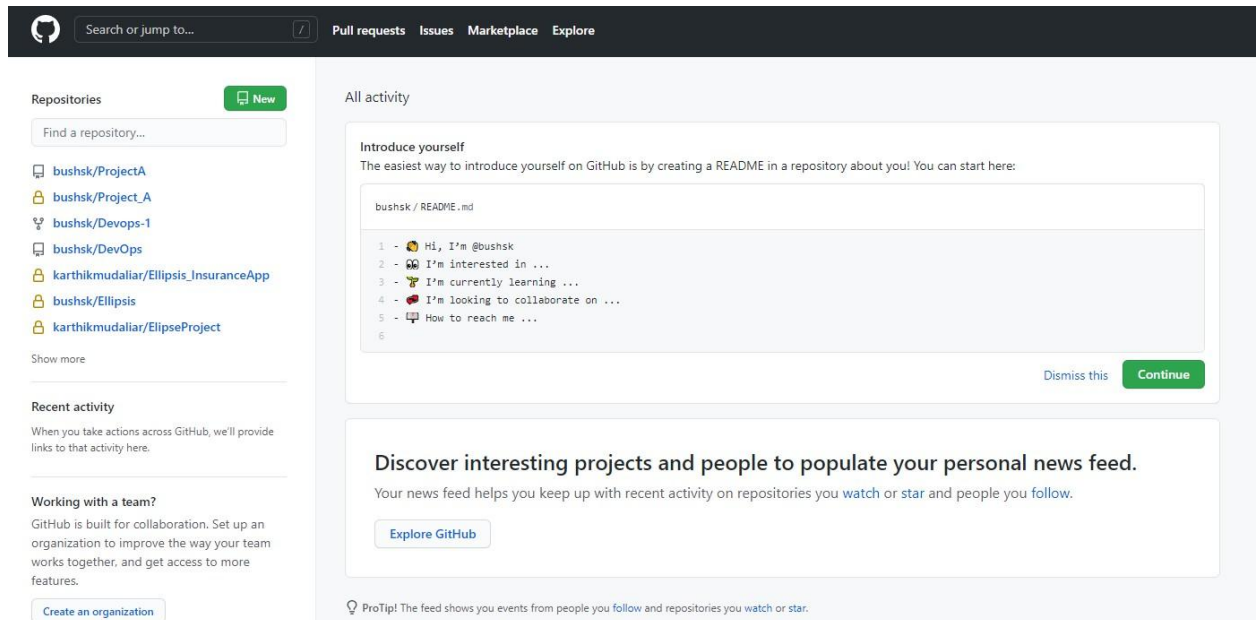 Search or jump to... /
Pull requests Issues Marketplace Explore
Repositories
New
Find a repository...
bushsk/ProjectA
bushsk/Project_A
bushsk/Devops-1
bushsk/DevOps
karthikmudaliar/Ellipsis_InsuranceApp
bushsk/Ellipsis
karthikmudaliar/ElipseProject
Show more
Recent activity
When you take actions across GitHub, we'll provide
links to that activity here.
Working with a team?
GitHub is built for collaboration. Set up an
organization to improve the way your team
works together, and get access to more
features.
Create an organization
All activity
Introduce yourself
The easiest way to introduce yourself on GitHub is by creating a README in a repository about you! You can start here:
bushsk / README.md
1 - 👋 Hi, I'm @bushsk
2 - 👀 I'm interested in ...
3 - 🌱 I'm currently learning ...
4 - 💞️ I'm looking to collaborate on ...
5 - 📫 How to reach me ...
6
Dismiss this Continue
Discover interesting projects and people to populate your personal news feed.
Your news feed helps you keep up with recent activity on repositories you watch or star and people you follow.
Explore GitHub
ProTip! The feed shows you events from people you follow and repositories you watch or star.